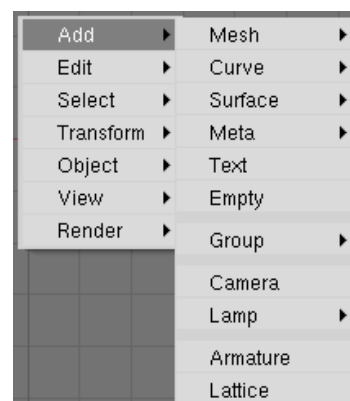 Add
Edit
Select
Transform
Object
View
Render
Mesh
Curve
Surface
Meta
Text
Empty
Group
Camera
Lamp
Armature
Lattice